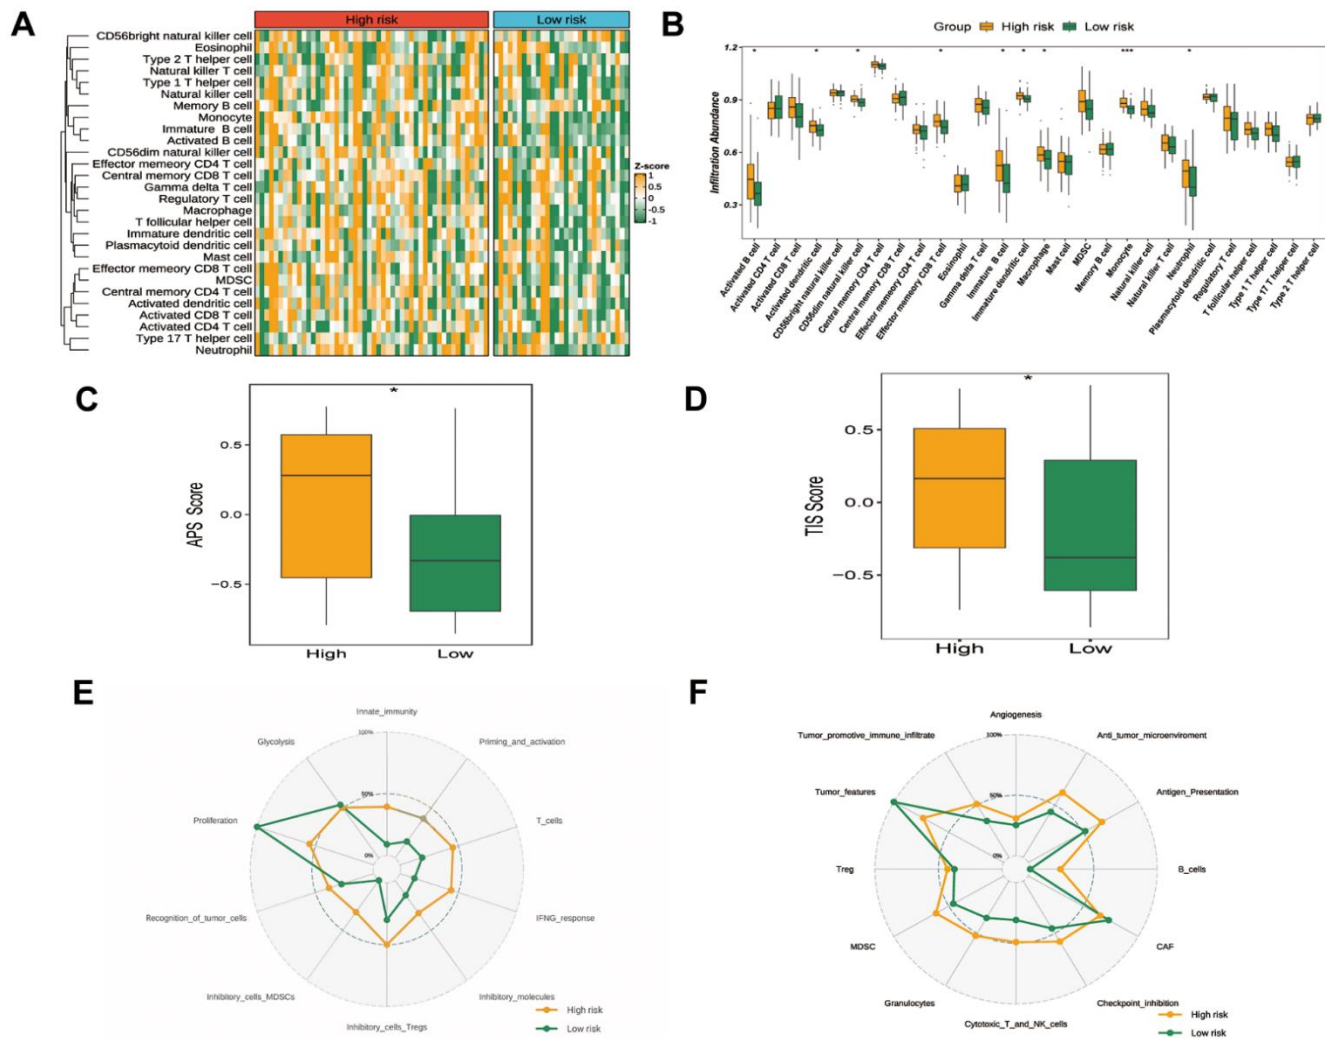 A
High risk
Low risk
CD56bright natural killer cell
Eosinophil
Type 2 T helper cell
Natural killer T cell
Type 1 T helper cell
Natural killer cell
Memory B cell
Monocyte
Immature B cell
Activated B cell
CD56dim natural killer cell
Effector memeory CD4 T cell
Central memory CD8 T cell
Gamma delta T cell
Regulatory T cell
Macrophage
T follicular helper cell
Immature dendritic cell
Plasmacytoid dendritic cell
Mast cell
Effector memeory CD8 T cell
MDSC
Central memory CD4 T cell
Activated dendritic cell
Activated CD8 T cell
Activated CD4 T cell
Type 17 T helper cell
Neutrophil
Z-score
1
0.5
0
-0.5
-1
B
Group High risk Low risk
Infiltration Abundance
1.2
0.9
0.6
0.3
* * * * * * * *** *
Activated B cell
Activated CD4 T cell
Activated CD8 T cell
Activated dendritic cell
CD56bright natural killer cell
CD56dim natural killer cell
Central memory CD4 T cell
Central memory CD8 T cell
Effector memeory CD4 T cell
Effector memeory CD8 T cell
Eosinophil
Gamma delta T cell
Immature B cell
Immature dendritic cell
Macrophage
Mast cell
MDSC
Memory B cell
Monocyte
Natural killer cell
Natural killer T cell
Neutrophil
Plasmacytoid dendritic cell
Regulatory T cell
T follicular helper cell
Type 1 T helper cell
Type 17 T helper cell
Type 2 T helper cell
C
*
APS Score
0.5
0.0
−0.5
High
Low
D
*
TIS Score
0.5
0.0
−0.5
High
Low
E
Innate_immunity
Priming_and_activation
T_cells
IFNG_response
Inhibitory_molecules
Inhibitory_cells_Tregs
Inhibitory_cells_MDSCs
Recognition_of_tumor_cells
Proliferation
Glycolysis
100%
50%
0%
High risk
Low risk
F
Angiogenesis
Anti_tumor_microenviroment
Antigen_Presentation
B_cells
CAF
Checkpoint_inhibition
Cytotoxic_T_and_NK_cells
Granulocytes
MDSC
Treg
Tumor_features
Tumor_promotive_immune_infiltrate
100%
50%
0%
High risk
Low risk